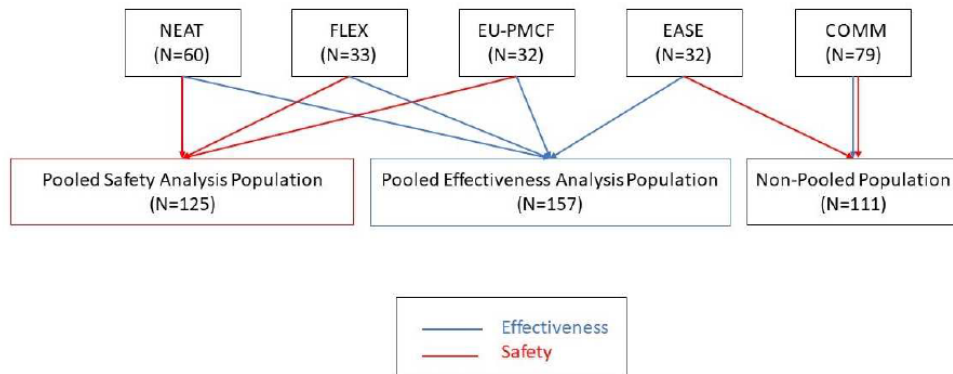 NEAT
(N=60)
FLEX
(N=33)
EU-PMCF
(N=32)
EASE
(N=32)
COMM
(N=79)
Pooled Safety Analysis Population
(N=125)
Pooled Effectiveness Analysis Population
(N=157)
Non-Pooled Population
(N=111)
Effectiveness
Safety